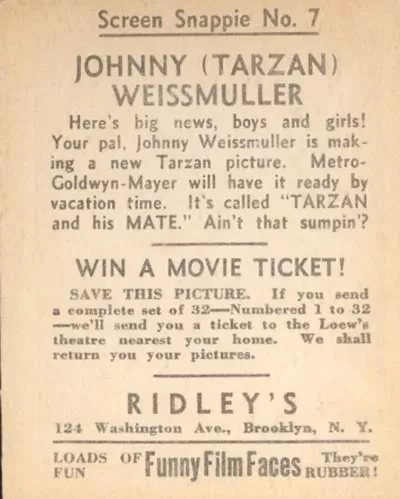 Screen Snappie No. 7
JOHNNY (TARZAN)
WEISSMULLER
Here's big news, boys and girls!
Your pal, Johnny Weissmuller is mak-
ing a new Tarzan picture. Metro-
Goldwyn-Mayer will have it ready by
vacation time. It's called "TARZAN
and his MATE." Ain't that sumpin'?
WIN A MOVIE TICKET!
SAVE THIS PICTURE. If you send
a complete set of 32—Numbered 1 to 32
—we'll send you a ticket to the Loew's
theatre nearest your home. We shall
return you your pictures.
RIDLEY'S
124 Washington Ave., Brooklyn, N. Y.
LOADS OF
FUN
Funny Film Faces
They're
RUBBER!